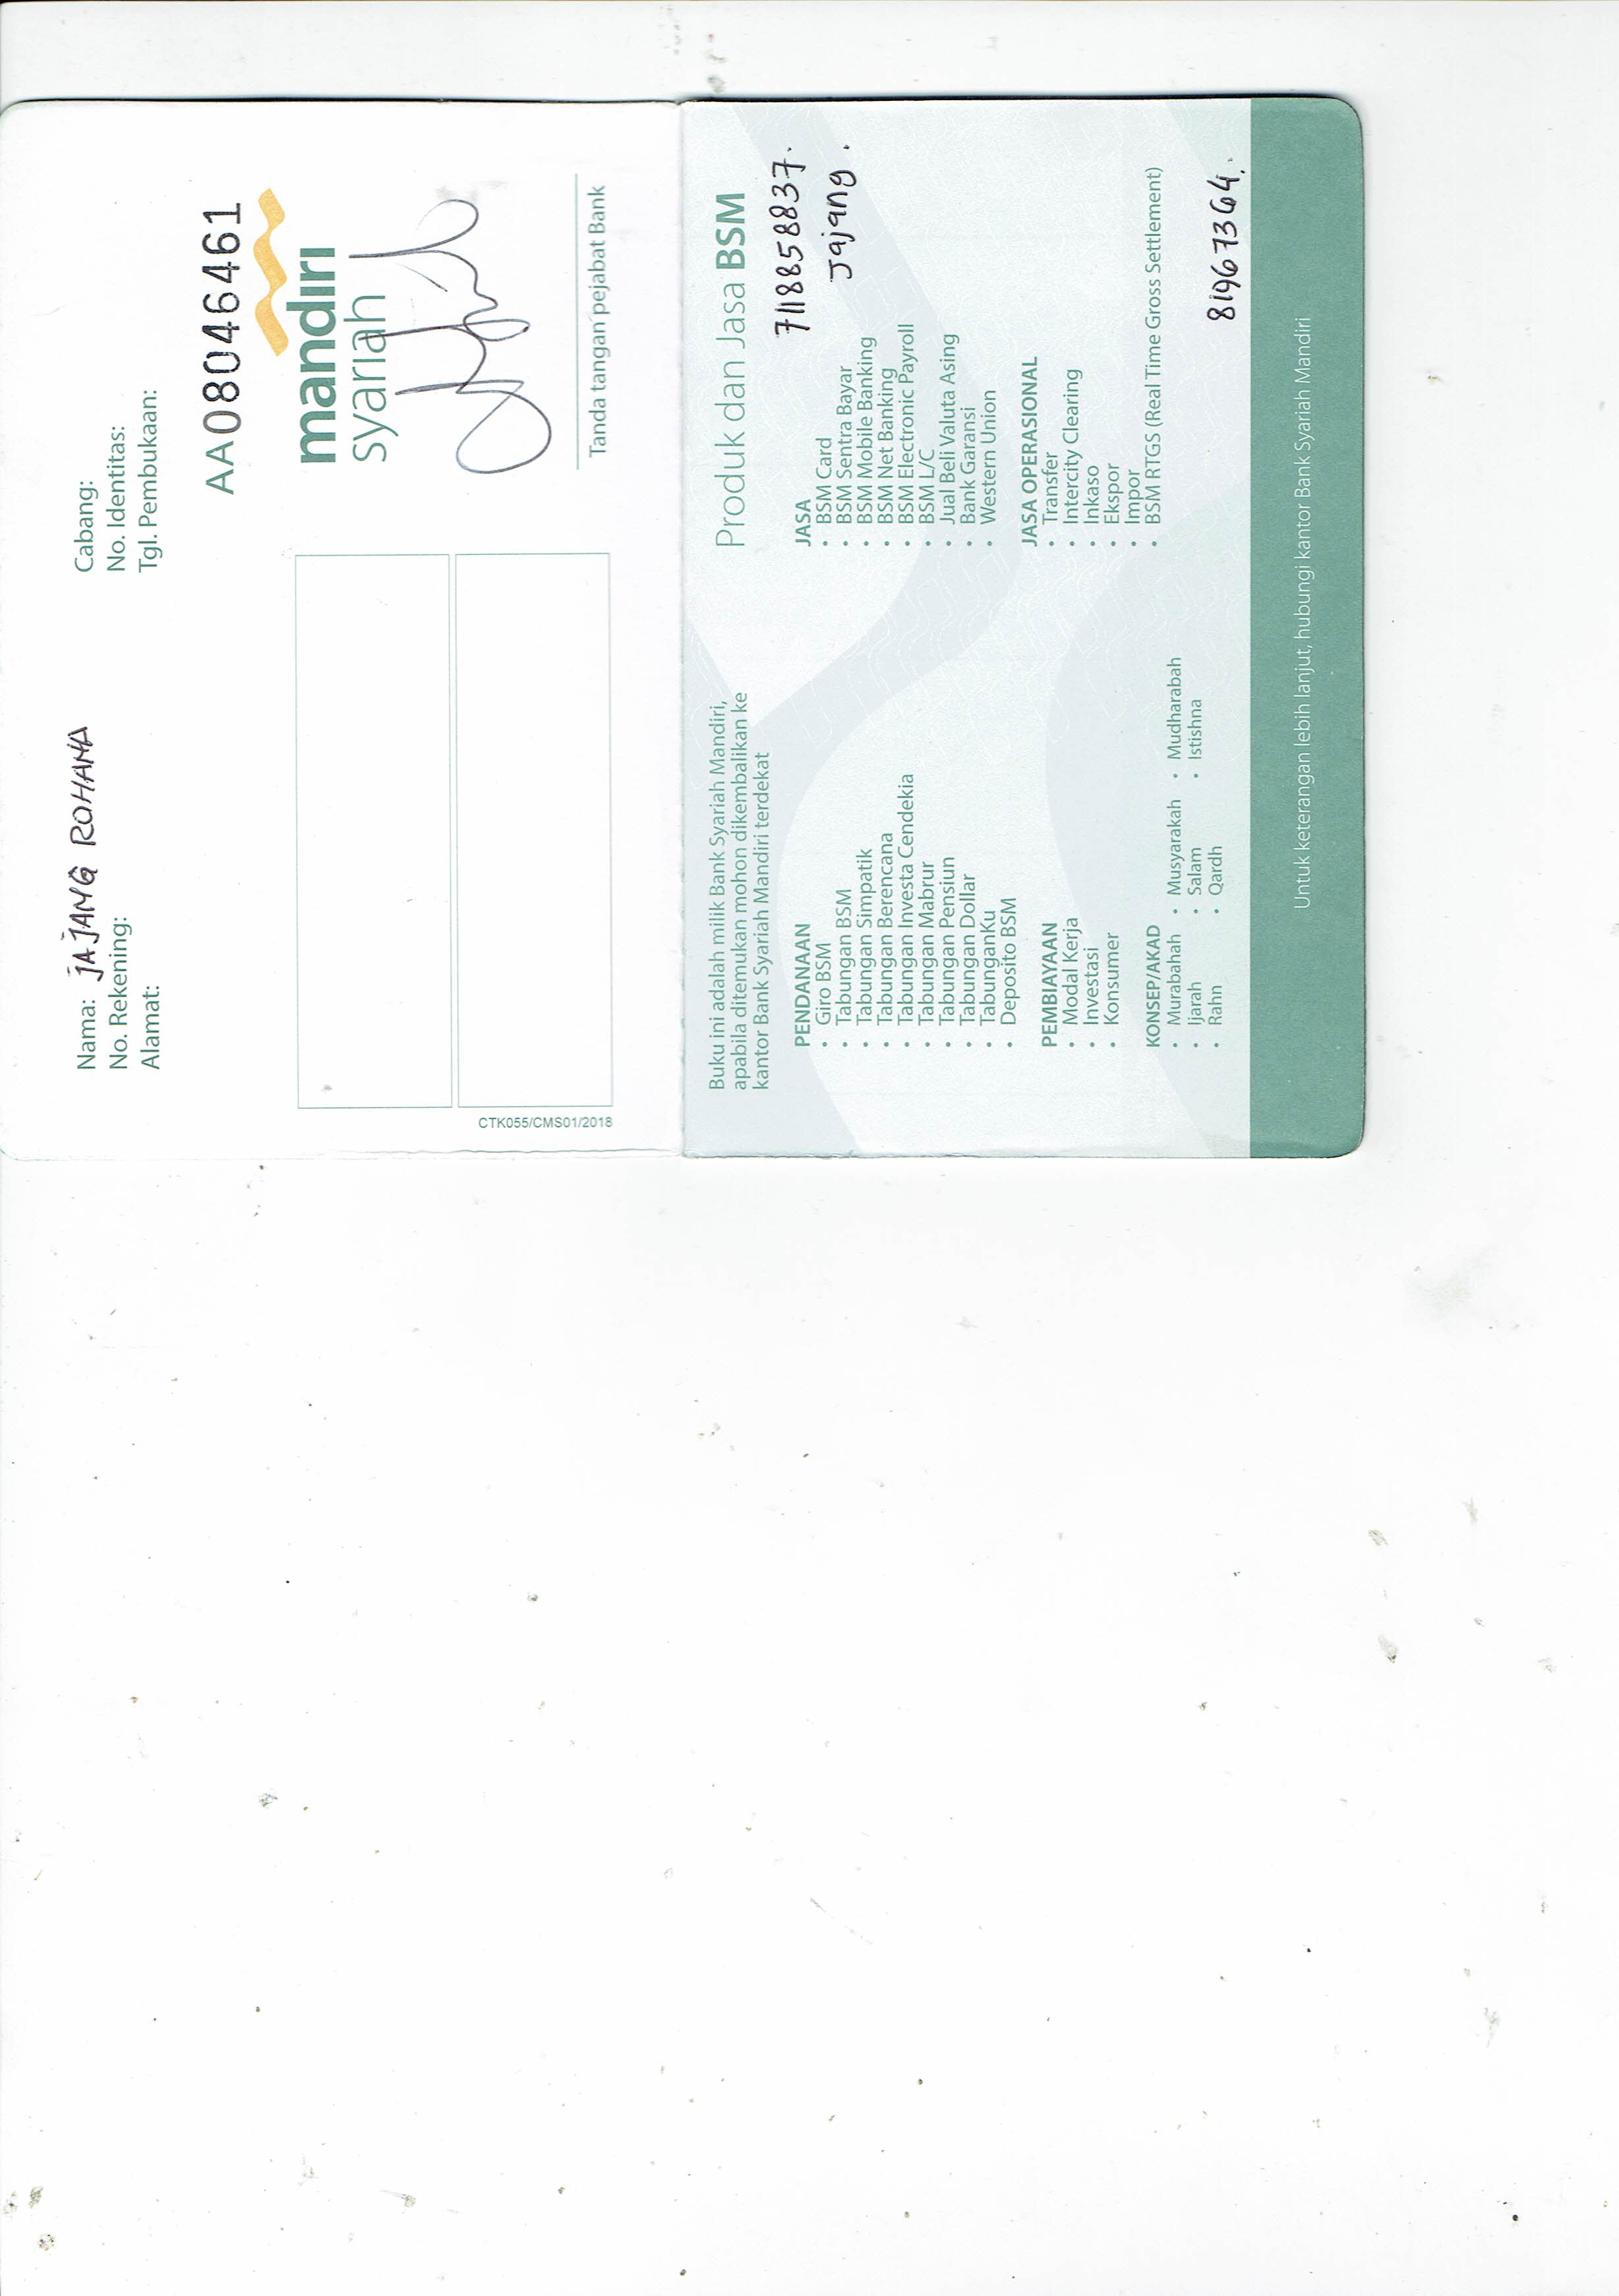 Nama: JAJANG ROHANA
No. Rekening:
Alamat:
Cabang:
No. Identitas:
Tgl. Pembukaan:
AA08046461
mandiri
syariah
Tanda tangan pejabat Bank
CTK055/CMS01/2018
Buku ini adalah milik Bank Syariah Mandiri,
apabila ditemukan mohon dikembalikan ke
kantor Bank Syariah Mandiri terdekat
Produk dan Jasa BSM
7118858837.
Jajang.
PENDANAAN
• Giro BSM
• Tabungan BSM
• Tabungan Simpatik
• Tabungan Berencana
• Tabungan Investa Cendekia
• Tabungan Mabrur
• Tabungan Pensiun
• Tabungan Dollar
• TabunganKu
• Deposito BSM
PEMBIAYAAN
• Modal Kerja
• Investasi
• Konsumer
KONSEP/AKAD
• Murabahah • Musyarakah • Mudharabah
• Ijarah • Salam • Istishna
• Rahn • Qardh
JASA
• BSM Card
• BSM Sentra Bayar
• BSM Mobile Banking
• BSM Net Banking
• BSM Electronic Payroll
• BSM L/C
• Jual Beli Valuta Asing
• Bank Garansi
• Western Union
JASA OPERASIONAL
• Transfer
• Intercity Clearing
• Inkaso
• Ekspor
• Impor
• BSM RTGS (Real Time Gross Settlement)
819673G4.
Untuk keterangan lebih lanjut, hubungi kantor Bank Syariah Mandiri